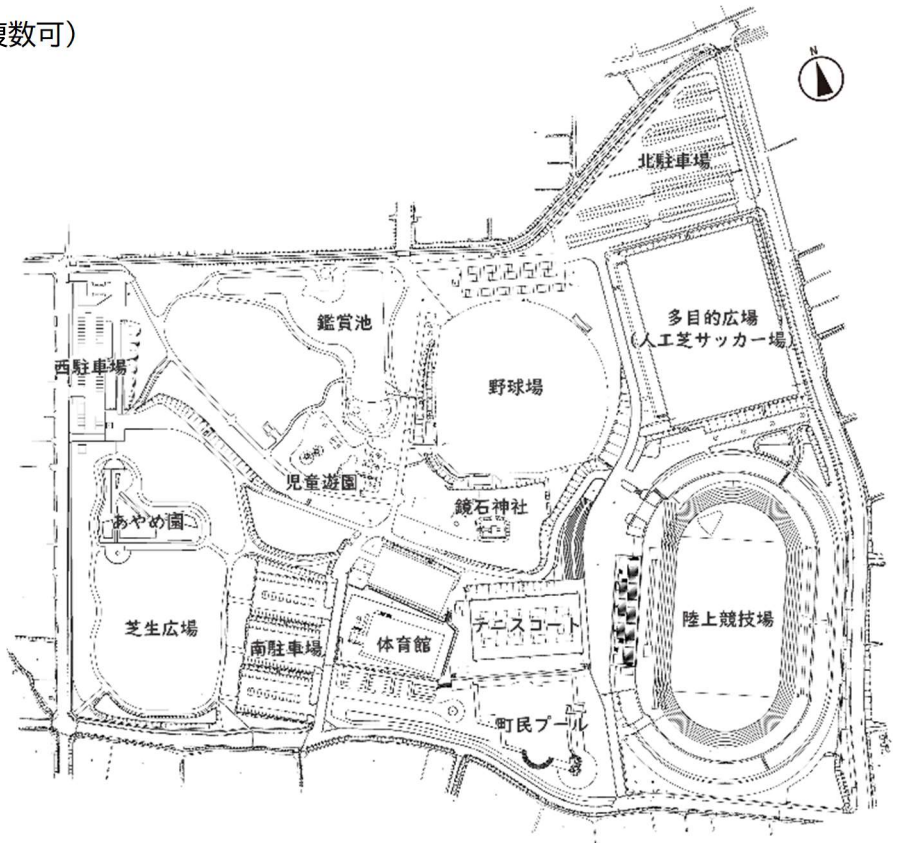 複数可）
N
北駐車場
多目的広場
（人工芝サッカー場）
鑑賞池
西駐車場
野球場
児童遊園
鏡石神社
あやめ園
芝生広場
南駐車場
体育館
テニスコート
陸上競技場
町民プール